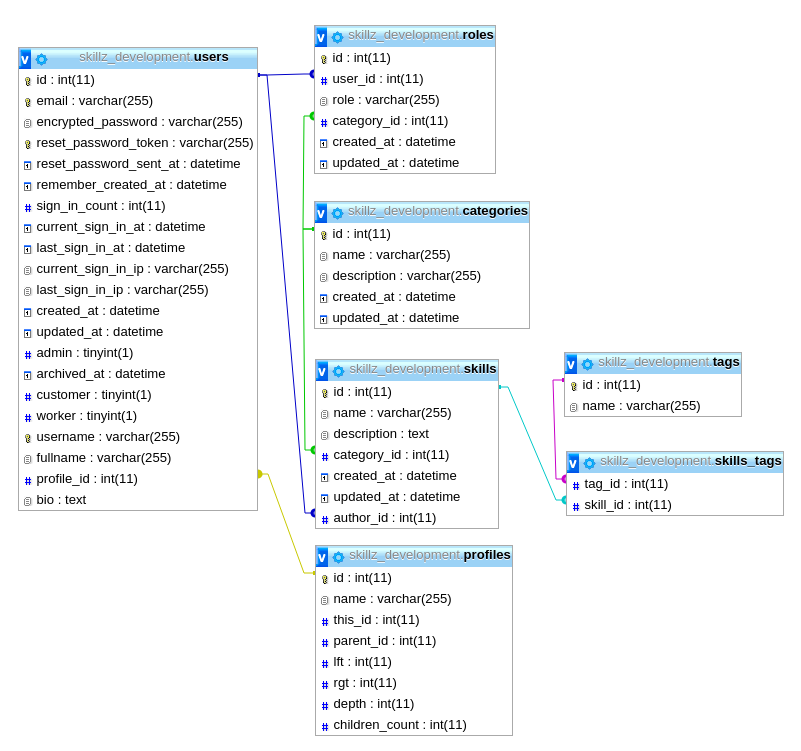 skillz_development.users
id : int(11)
email : varchar(255)
encrypted_password : varchar(255)
reset_password_token : varchar(255)
reset_password_sent_at : datetime
remember_created_at : datetime
sign_in_count : int(11)
current_sign_in_at : datetime
last_sign_in_at : datetime
current_sign_in_ip : varchar(255)
last_sign_in_ip : varchar(255)
created_at : datetime
updated_at : datetime
admin : tinyint(1)
archived_at : datetime
customer : tinyint(1)
worker : tinyint(1)
username : varchar(255)
fullname : varchar(255)
profile_id : int(11)
bio : text
v skillz_development.roles
id : int(11)
user_id : int(11)
role : varchar(255)
category_id : int(11)
created_at : datetime
updated_at : datetime
v skillz_development.categories
id : int(11)
name : varchar(255)
description : varchar(255)
created_at : datetime
updated_at : datetime
v skillz_development.skills
id : int(11)
name : varchar(255)
description : text
category_id : int(11)
created_at : datetime
updated_at : datetime
author_id : int(11)
v skillz_development.profiles
id : int(11)
name : varchar(255)
this_id : int(11)
parent_id : int(11)
lft : int(11)
rgt : int(11)
depth : int(11)
children_count : int(11)
v skillz_development.tags
id : int(11)
name : varchar(255)
v skillz_development.skills_tags
tag_id : int(11)
skill_id : int(11)